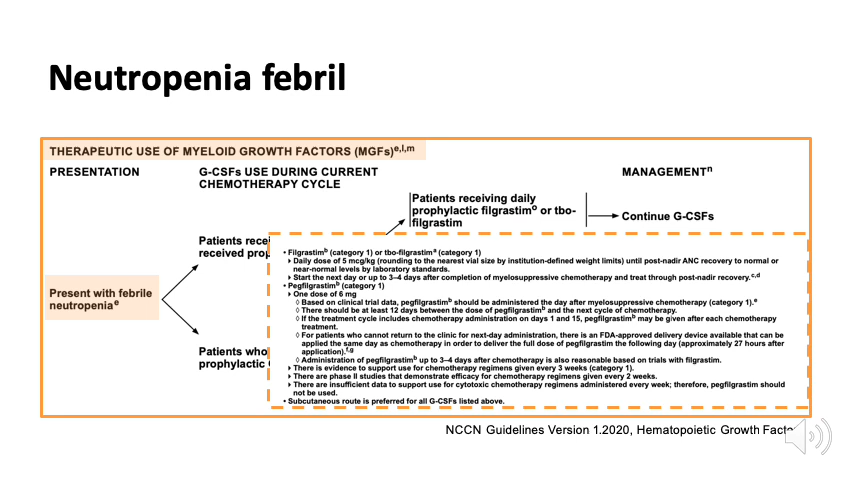 Neutropenia febril
THERAPEUTIC USE OF MYELOID GROWTH FACTORS (MGFs)e,l,m
PRESENTATION
G-CSFs USE DURING CURRENT
CHEMOTHERAPY CYCLE
MANAGEMENTn
Patients receiving daily
prophylactic filgrastimo or tbo-
filgrastim
Continue G-CSFs
Patients
received
Present with febrile
neutropeniae
Patients who
prophylactic
• Filgrastimb (category 1) or tbo-filgrastima (category 1)
Daily dose of 5 mcg/kg (rounding to the nearest vial size by institution-defined weight limits) until post-nadir ANC recovery to normal or
near-normal levels by laboratory standards.
Start the next day or up to 3–4 days after completion of myelosuppressive chemotherapy and treat through post-nadir recovery.c,d
• Pegfilgrastimb (category 1)
One dose of 6 mg
◊ Based on clinical trial data, pegfilgrastimb should be administered the day after myelosuppressive chemotherapy (category 1).e
◊ There should be at least 12 days between the dose of pegfilgrastimb and the next cycle of chemotherapy.
◊ If the treatment cycle includes chemotherapy administration on days 1 and 15, pegfilgrastimb may be given after each chemotherapy
treatment.
◊ For patients who cannot return to the clinic for next-day administration, there is an FDA-approved delivery device available that can be
applied the same day as chemotherapy in order to deliver the full dose of pegfilgrastim the following day (approximately 27 hours after
application).f,g
◊ Administration of pegfilgrastimb up to 3–4 days after chemotherapy is also reasonable based on trials with filgrastim.
There is evidence to support use for chemotherapy regimens given every 3 weeks (category 1).
There are phase II studies that demonstrate efficacy for chemotherapy regimens given every 2 weeks.
There are insufficient data to support use for cytotoxic chemotherapy regimens administered every week; therefore, pegfilgrastim should
not be used.
• Subcutaneous route is preferred for all G-CSFs listed above.
NCCN Guidelines Version 1.2020, Hematopoietic Growth